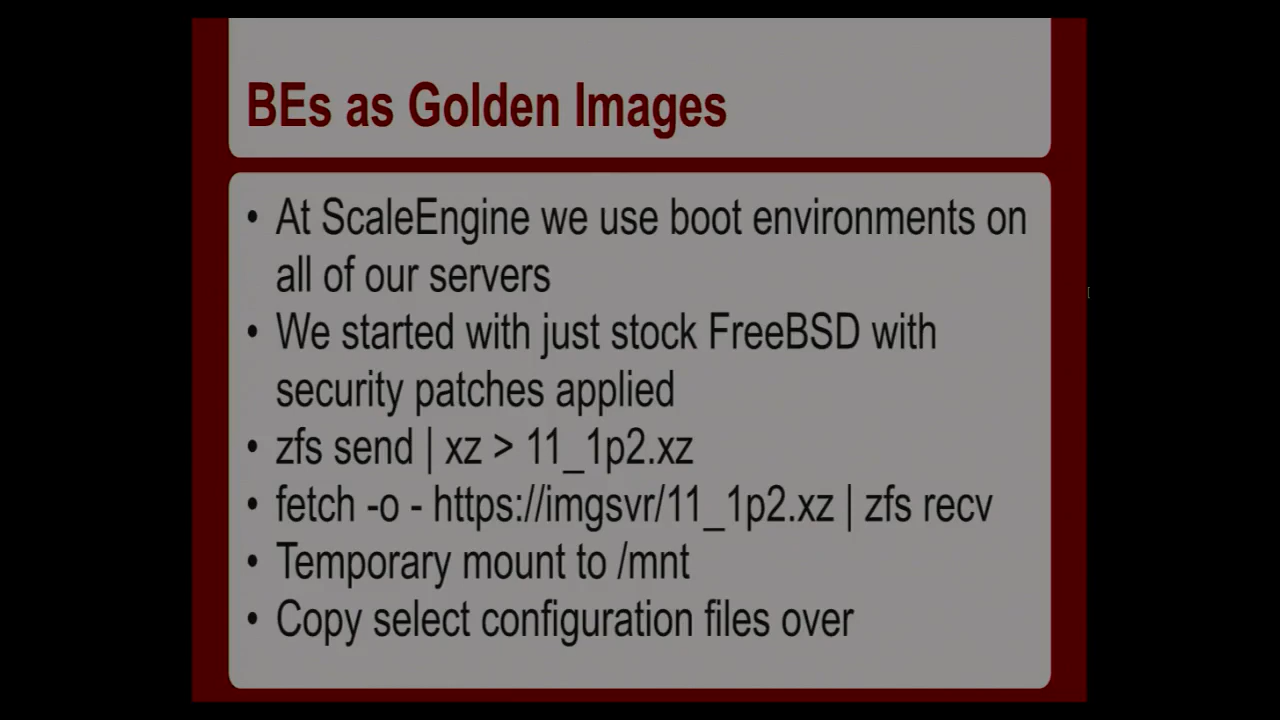 BEs as Golden Images
• At ScaleEngine we use boot environments on
all of our servers
• We started with just stock FreeBSD with
security patches applied
• zfs send | xz > 11_1p2.xz
• fetch -o - https://imgsvr/11_1p2.xz | zfs recv
• Temporary mount to /mnt
• Copy select configuration files over